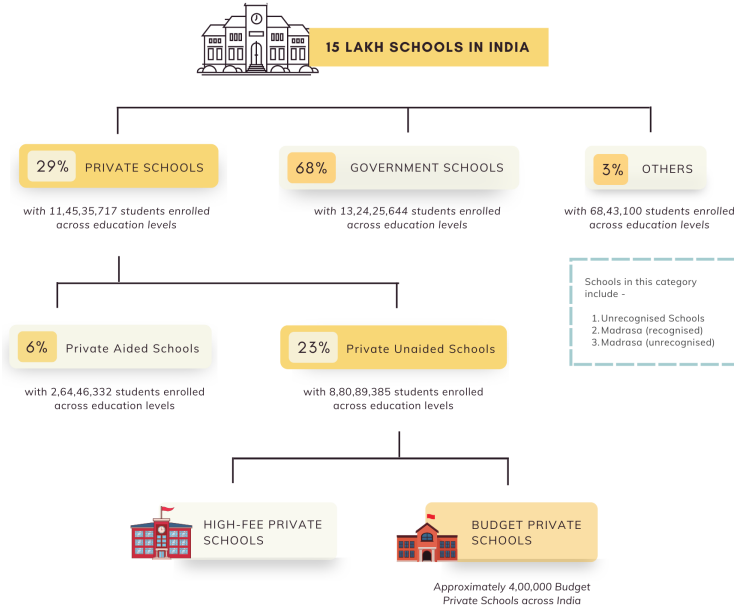 15 LAKH SCHOOLS IN INDIA
29% PRIVATE SCHOOLS
with 11,45,35,717 students enrolled
across education levels
68% GOVERNMENT SCHOOLS
with 13,24,25,644 students enrolled
across education levels
3% OTHERS
with 68,43,100 students enrolled
across education levels
Schools in this category
include -
1. Unrecognised Schools
2. Madrasa (recognised)
3. Madrasa (unrecognised)
6% Private Aided Schools
with 2,64,46,332 students enrolled
across education levels
23% Private Unaided Schools
with 8,80,89,385 students enrolled
across education levels
HIGH-FEE PRIVATE
SCHOOLS
BUDGET PRIVATE
SCHOOLS
Approximately 4,00,000 Budget
Private Schools across India